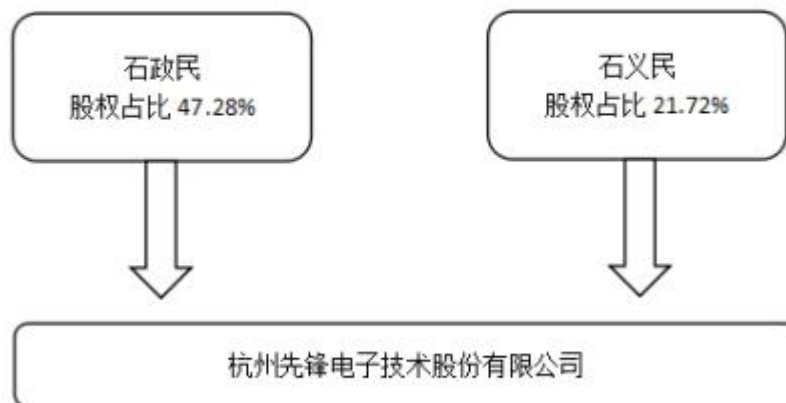 石政民
股权占比 47.28%
石义民
股权占比 21.72%
杭州先锋电子技术股份有限公司